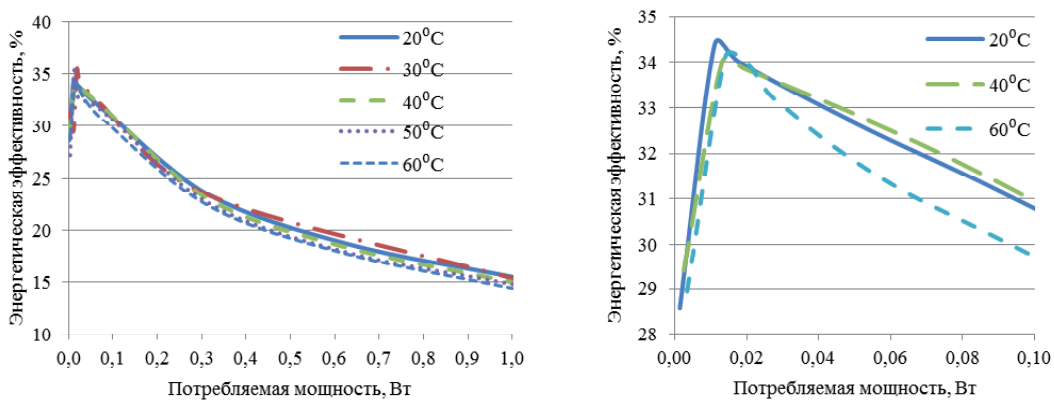 Энергетическая эффективность, %
40
35
30
25
20
15
10
20⁰C
30⁰C
40⁰C
50⁰C
60⁰C
0,0 0,1 0,2 0,3 0,4 0,5 0,6 0,7 0,8 0,9 1,0
Потребляемая мощность, Вт
Энергетическая эффективность, %
35
34
33
32
31
30
29
28
20⁰C
40⁰C
60⁰C
0.00 0,02 0,04 0,06 0,08 0,10
Потребляемая мощность, Вт